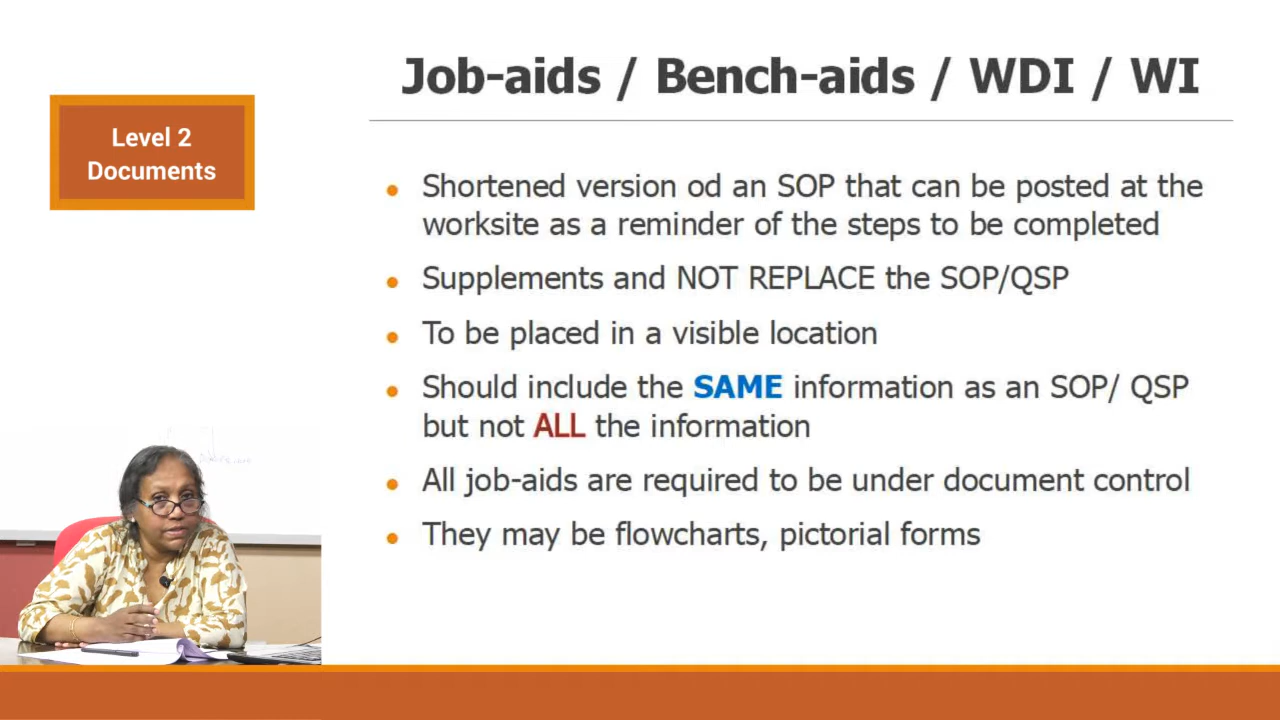 Job-aids / Bench-aids / WDI / WI
Level 2
Documents
• Shortened version od an SOP that can be posted at the
worksite as a reminder of the steps to be completed
• Supplements and NOT REPLACE the SOP/QSP
• To be placed in a visible location
• Should include the SAME information as an SOP/ QSP
but not ALL the information
• All job-aids are required to be under document control
• They may be flowcharts, pictorial forms